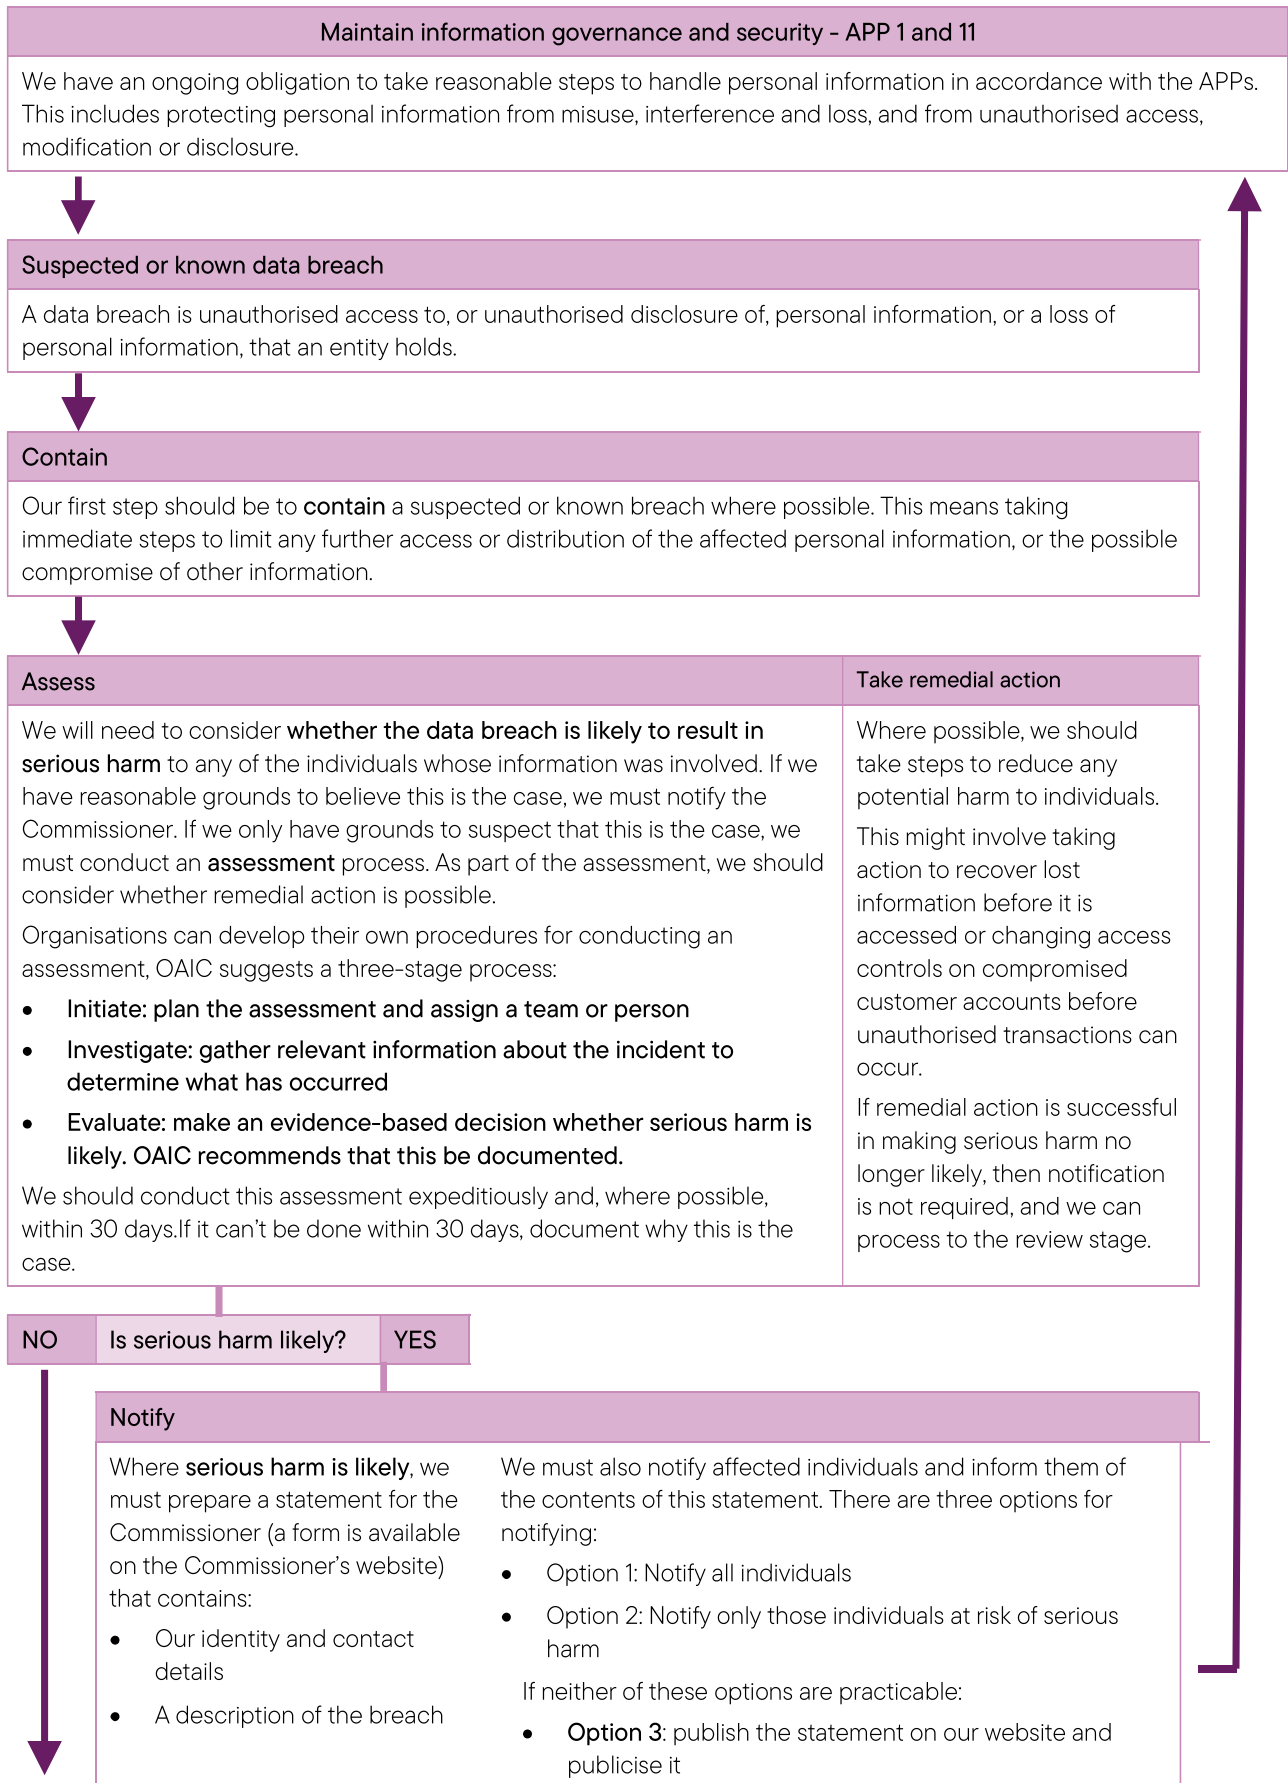 Maintain information governance and security - APP 1 and 11
We have an ongoing obligation to take reasonable steps to handle personal information in accordance with the APPs.
This includes protecting personal information from misuse, interference and loss, and from unauthorised access,
modification or disclosure.
Suspected or known data breach
A data breach is unauthorised access to, or unauthorised disclosure of, personal information, or a loss of
personal information, that an entity holds.
Contain
Our first step should be to contain a suspected or known breach where possible. This means taking
immediate steps to limit any further access or distribution of the affected personal information, or the possible
compromise of other information.
Assess
We will need to consider whether the data breach is likely to result in
serious harm to any of the individuals whose information was involved. If we
have reasonable grounds to believe this is the case, we must notify the
Commissioner. If we only have grounds to suspect that this is the case, we
must conduct an assessment process. As part of the assessment, we should
consider whether remedial action is possible.
Organisations can develop their own procedures for conducting an
assessment, OAIC suggests a three-stage process:
• Initiate: plan the assessment and assign a team or person
• Investigate: gather relevant information about the incident to
determine what has occurred
• Evaluate: make an evidence-based decision whether serious harm is
likely. OAIC recommends that this be documented.
We should conduct this assessment expeditiously and, where possible,
within 30 days.If it can't be done within 30 days, document why this is the
case.
Take remedial action
Where possible, we should
take steps to reduce any
potential harm to individuals.
This might involve taking
action to recover lost
information before it is
accessed or changing access
controls on compromised
customer accounts before
unauthorised transactions can
occur.
If remedial action is successful
in making serious harm no
longer likely, then notification
is not required, and we can
process to the review stage.
NO
Is serious harm likely?
YES
Notify
Where serious harm is likely, we
must prepare a statement for the
Commissioner (a form is available
on the Commissioner's website)
that contains:
• Our identity and contact
details
• A description of the breach
We must also notify affected individuals and inform them of
the contents of this statement. There are three options for
notifying:
• Option 1: Notify all individuals
• Option 2: Notify only those individuals at risk of serious
harm
If neither of these options are practicable:
• Option 3: publish the statement on our website and
publicise it